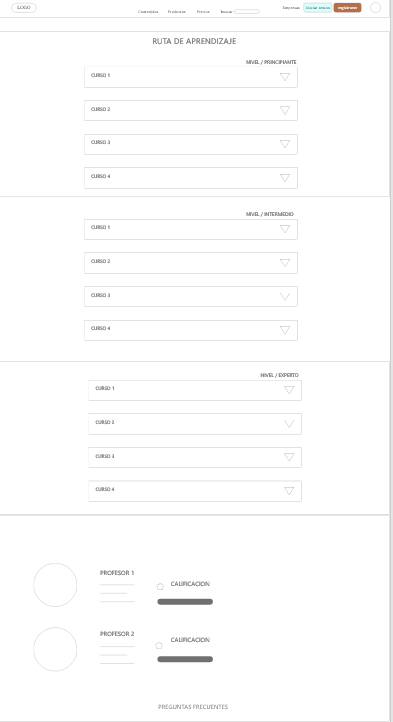 LOGO
Contenidos Productos Precios Buscar
Empresas Iniciar sesion registrarse
RUTA DE APRENDIZAJE
NIVEL / PRINCIPIANTE
CURSO 1
CURSO 2
CURSO 3
CURSO 4
NIVEL / INTERMEDIO
CURSO 1
CURSO 2
CURSO 3
CURSO 4
NIVEL / EXPERTO
CURSO 1
CURSO 2
CURSO 3
CURSO 4
PROFESOR 1
CALIFICACION
PROFESOR 2
CALIFICACION
PREGUNTAS FRECUENTES